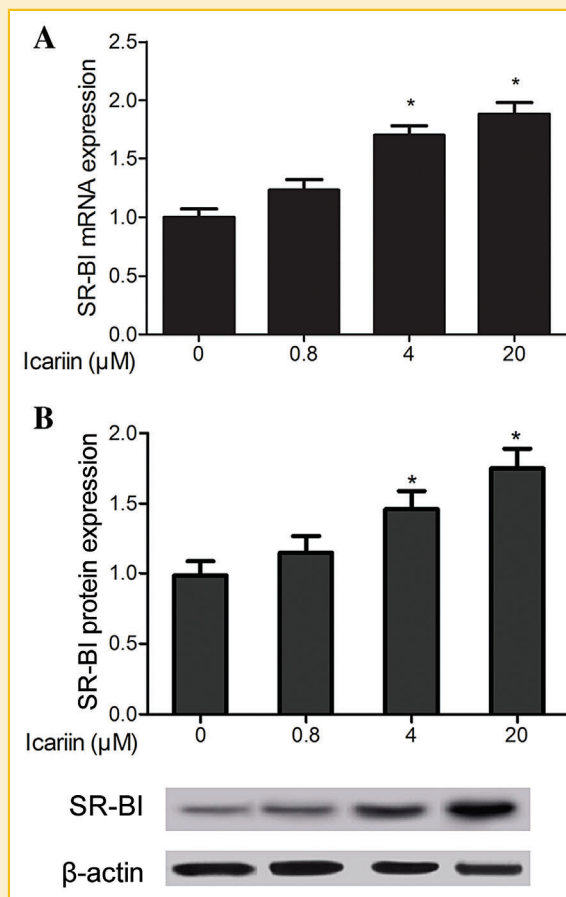 A
SR-BI mRNA expression
2.5
2.0
1.5
1.0
0.5
0.0
* *
Icariin (µM) 0 0.8 4 20
B
SR-BI protein expression
2.0
1.5
1.0
0.5
0.0
* *
Icariin (µM) 0 0.8 4 20
SR-BI
β-actin